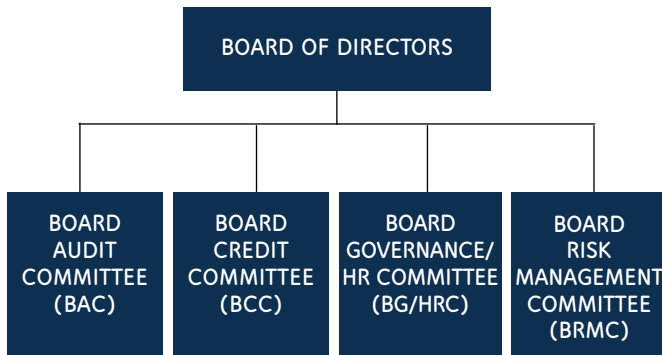 BOARD OF DIRECTORS
BOARD
AUDIT
COMMITTEE
(BAC)
BOARD
CREDIT
COMMITTEE
(BCC)
BOARD
GOVERNANCE/
HR COMMITTEE
(BG/HRC)
BOARD
RISK
MANAGEMENT
COMMITTEE
(BRMC)